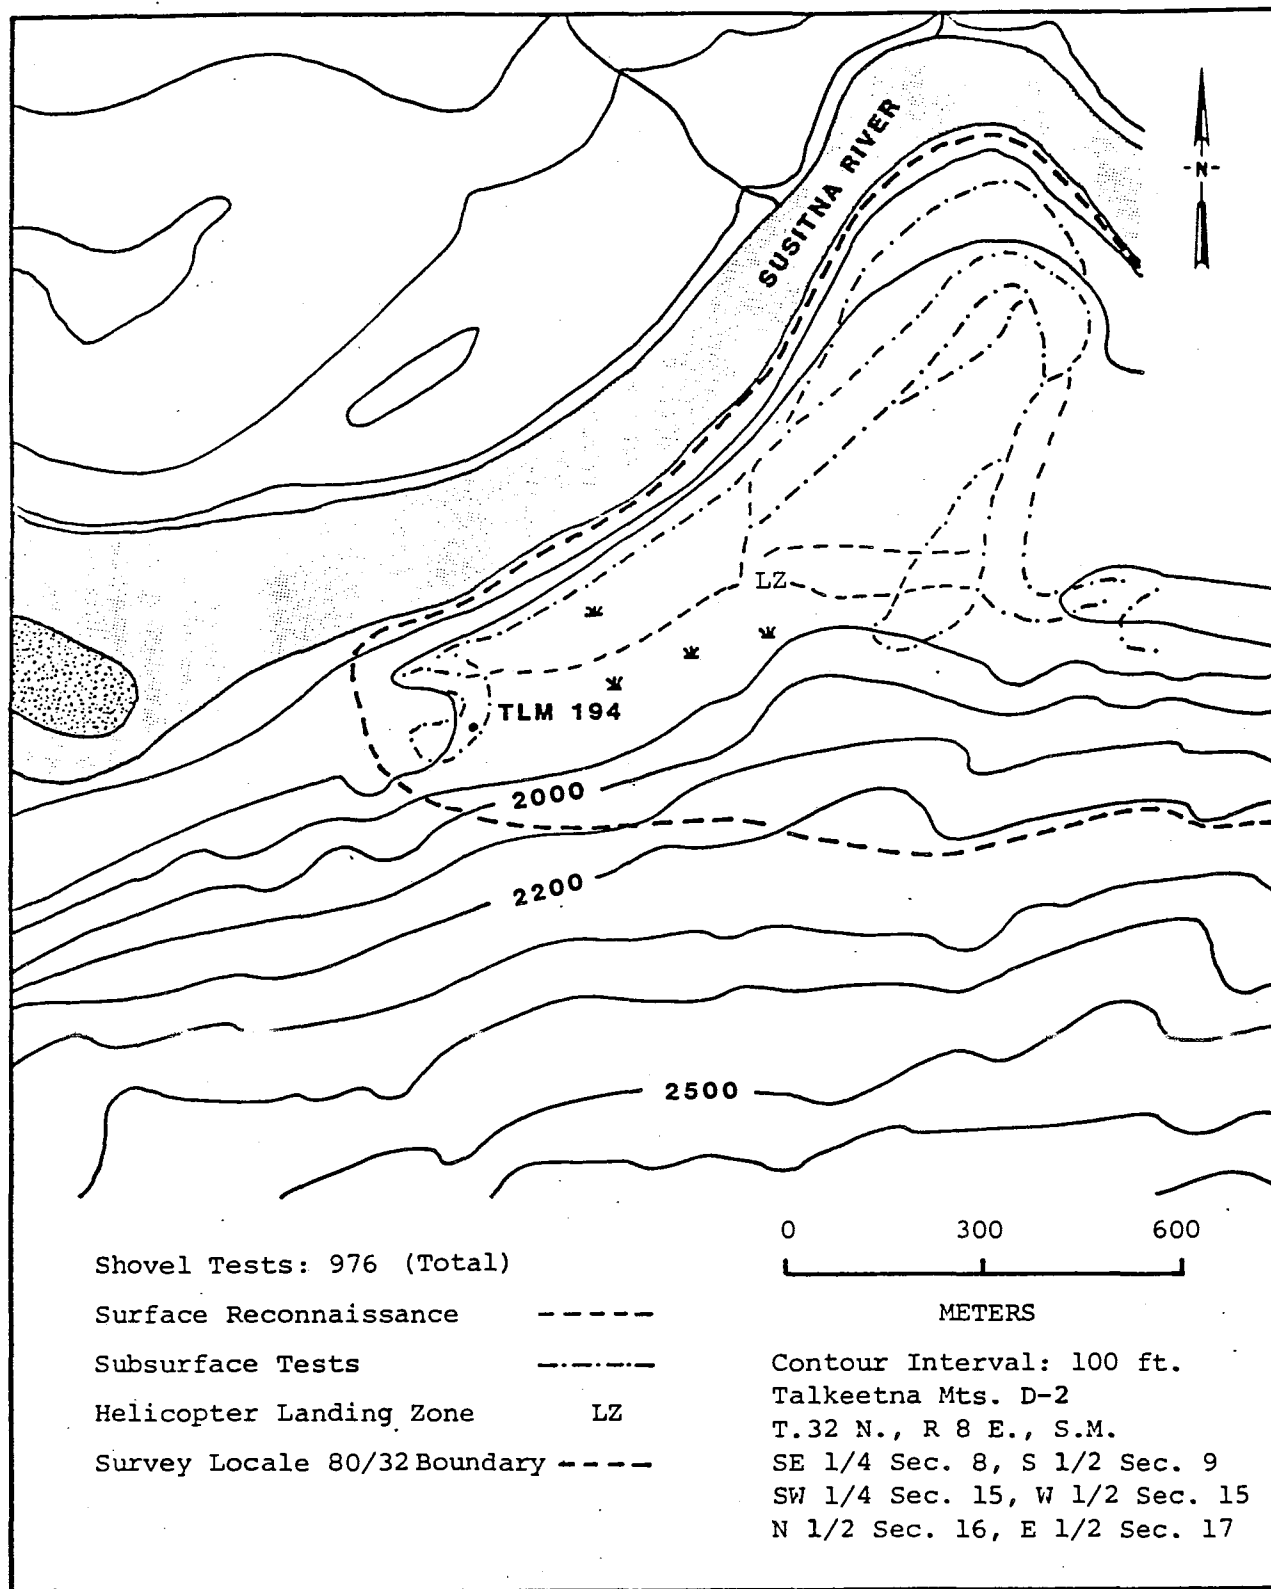 SUSITNA RIVER
-N-
LZ
TLM 194
2000
2200
2500
0 300 600
METERS
Shovel Tests: 976 (Total)
Surface Reconnaissance
Subsurface Tests
Helicopter Landing Zone LZ
Survey Locale 80/32 Boundary
Contour Interval: 100 ft.
Talkeetna Mts. D-2
T.32 N., R 8 E., S.M.
SE 1/4 Sec. 8, S 1/2 Sec. 9
SW 1/4 Sec. 15, W 1/2 Sec. 15
N 1/2 Sec. 16, E 1/2 Sec. 17